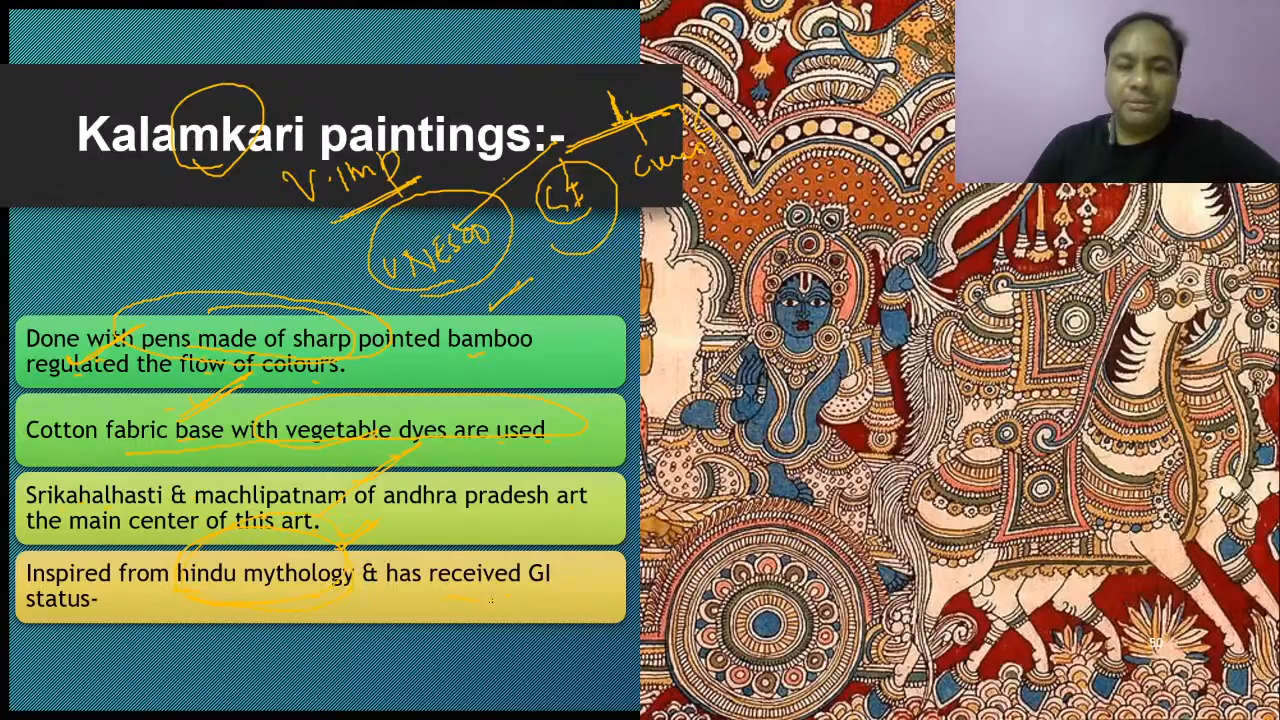 Kalamkari paintings:-
V.imp
UNESCO
GI
Done with pens made of sharp pointed bamboo
regulated the flow of colours.
Cotton fabric base with vegetable dyes are used
Srikahalhasti & machlipatnam of andhra pradesh art
the main center of this art.
Inspired from hindu mythology & has received GI
status-
50